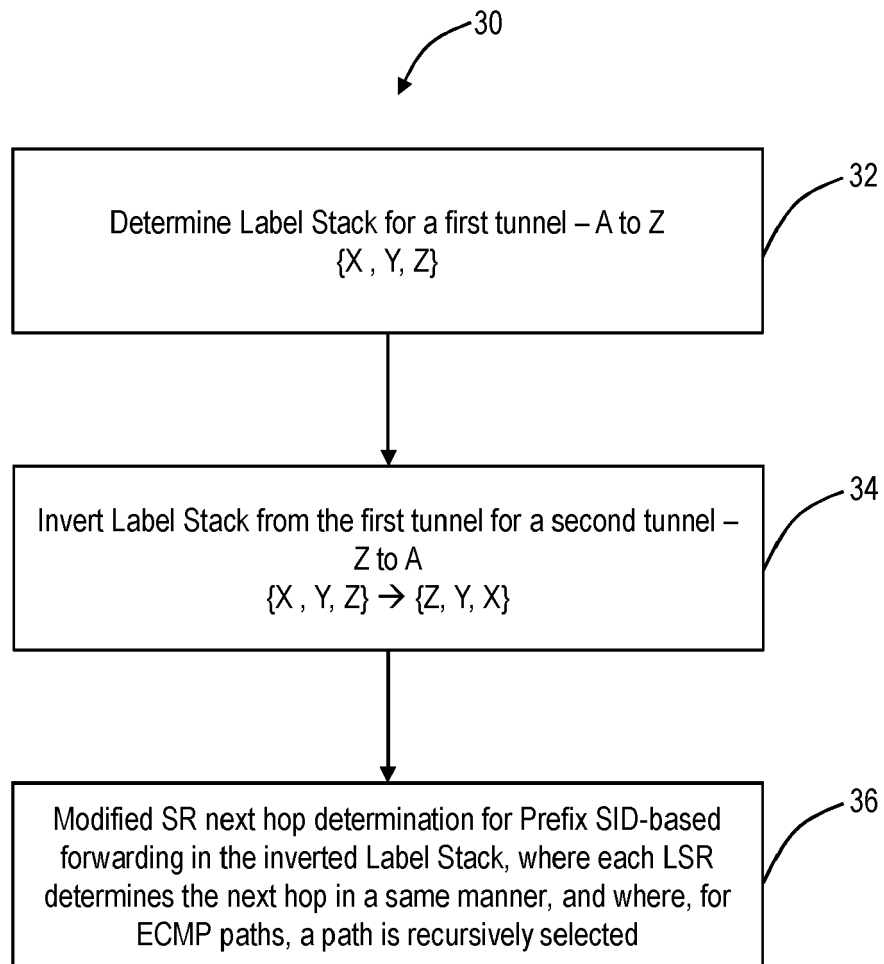 30
32
Determine Label Stack for a first tunnel – A to Z
{X , Y, Z}
34
Invert Label Stack from the first tunnel for a second tunnel –
Z to A
{X , Y, Z} → {Z, Y, X}
36
Modified SR next hop determination for Prefix SID-based
forwarding in the inverted Label Stack, where each LSR
determines the next hop in a same manner, and where, for
ECMP paths, a path is recursively selected